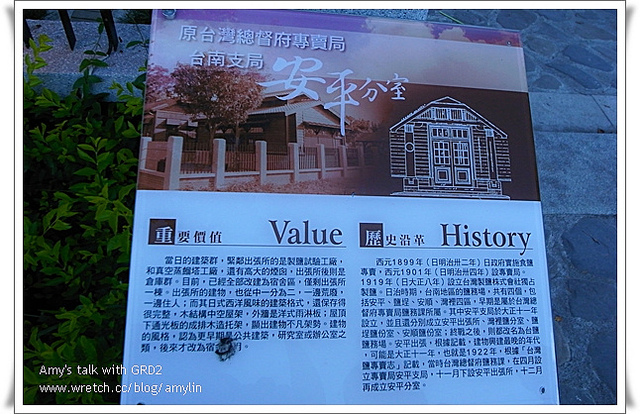 原台灣總督府專賣局
台南支局
安平分室
重要價值 Value
當日的建築群，緊鄰出張所的是製鹽試驗工廠，
和真空蒸鹽塔工廠，還有高大的煙囪，出張所後則是
倉庫群。目前，已經全部改建為宿舍區，僅剩出張所
一棟。出張所的建物，也從中一分為二，一邊荒廢，
一邊住人；而其日式西洋風味的建築格式，還保存得
很完整，木結構中空屋架，外牆是洋式雨淋板；屋頂
下通光板的成排木造托架，顯出建物不凡架勢。建物
的風格，認為更早期是公共建築，研究室或辦公室之
類，後來才改為宿
歷史沿革 History
西元1899年（日明治卅二年）日政府實施食鹽
專賣，西元1901年（日明治卅四年）設專賣局。
1919年（日大正八年）設立台灣製鹽株式會社獨占
製鹽。日治時期，台南地區的鹽務場，共有四個，包
括安平、鹽埕、安順、灣裡四區，早期是屬於台灣總
督府專賣局鹽務課所屬。其中安平支局於大正十一年
設立，並且還分別成立安平出張所、灣裡鹽分室、鹽
埕鹽份室、安順鹽份室；終戰之後，則都改名為台鹽
鹽務場。安平出張，根據記載，建物興建最晚的年代
，可能是大正十一年，也就是1922年，根據「台灣
鹽專賣志」記載，當時台灣總督府鹽務課，在四月設
立專賣局安平支局，十一月下設安平出張所，十二月
再成立安平分室。
Amy's talk with GRD2
www.wretch.cc/blog/amylin